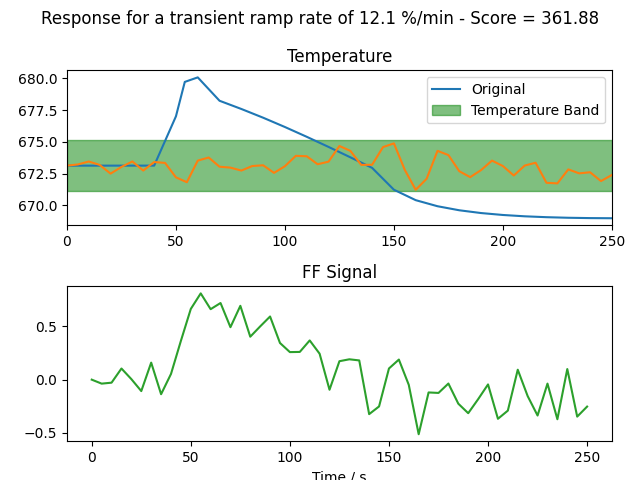 Response for a transient ramp rate of 12.1 %/min - Score = 361.88
Temperature
680.0
677.5
675.0
672.5
670.0
Original
Temperature Band
0 50 100 150 200 250
FF Signal
0.5
0.0
−0.5
0 50 100 150 200 250
Time / s